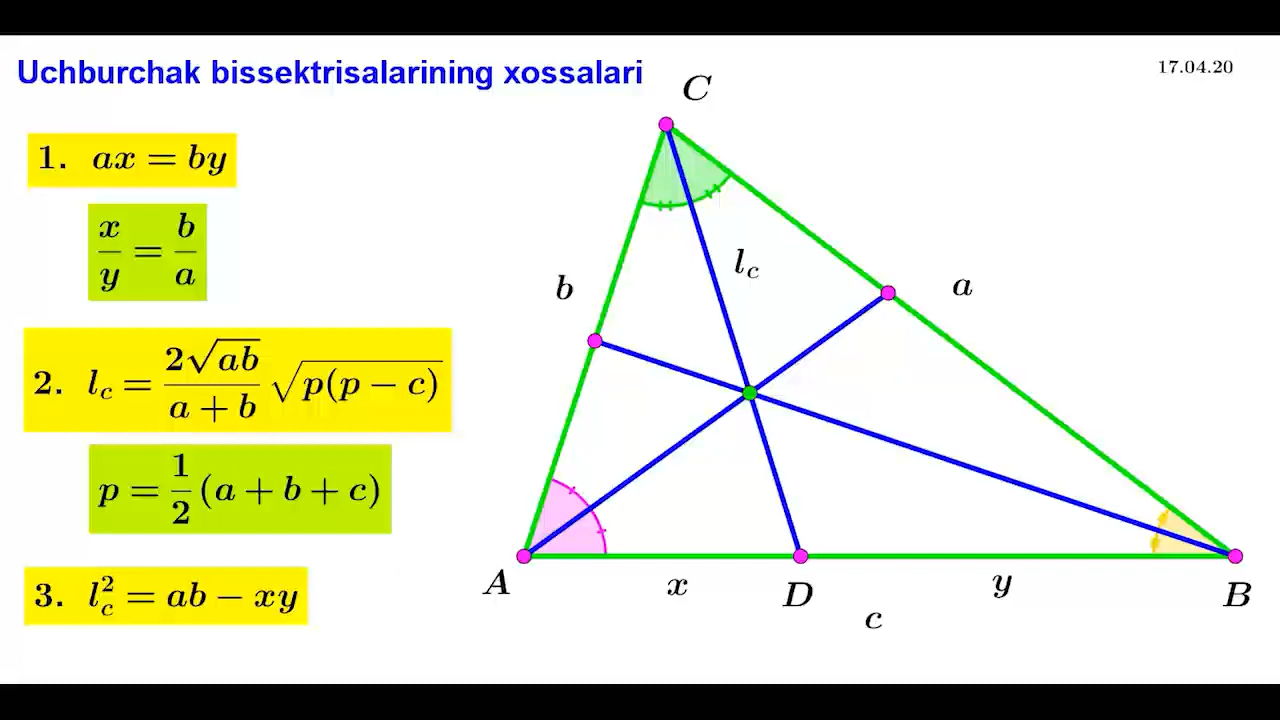 Uchburchak bissektrisalarining xossalari
17.04.20
1. ax = by
x/y = b/a
2. l_c = 2√(ab)/(a + b) √(p(p − c))
p = 1/2 (a + b + c)
3. l_c² = ab − xy
C
l_c
b
a
A
x
D
y
B
c